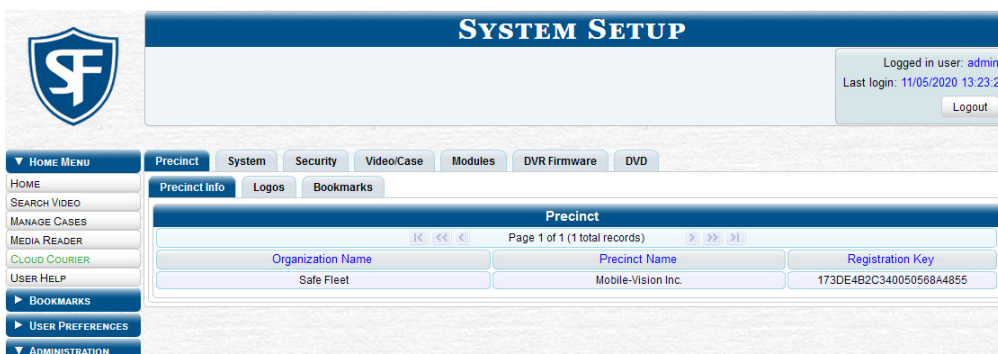 SYSTEM SETUP
SF
Logged in user: admin
Last login: 11/05/2020 13:23:2
Logout
▼ HOME MENU
HOME
SEARCH VIDEO
MANAGE CASES
MEDIA READER
CLOUD COURIER
USER HELP
► BOOKMARKS
► USER PREFERENCES
▼ ADMINISTRATION
Precinct System Security Video/Case Modules DVR Firmware DVD
Precinct Info Logos Bookmarks
Precinct
|< << < Page 1 of 1 (1 total records) > >> >|
Organization Name Precinct Name Registration Key
Safe Fleet Mobile-Vision Inc. 173DE4B2C340050568A4855